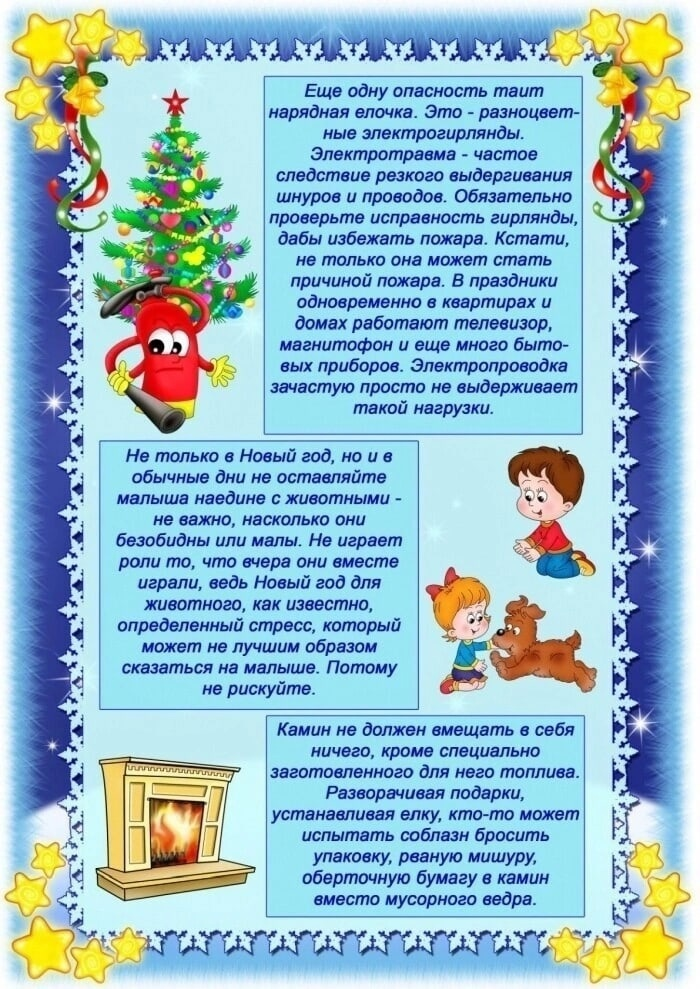 Еще одну опасность таит
нарядная елочка. Это - разноцвет-
ные электрогирлянды.
Электротравма - частое
следствие резкого выдергивания
шнуров и проводов. Обязательно
проверьте исправность гирлянды,
дабы избежать пожара. Кстати,
не только она может стать
причиной пожара. В праздники
одновременно в квартирах и
домах работают телевизор,
магнитофон и еще много быто-
вых приборов. Электропроводка
зачастую просто не выдерживает
такой нагрузки.
Не только в Новый год, но и в
обычные дни не оставляйте
малыша наедине с животными -
не важно, насколько они
безобидны или малы. Не играет
роли то, что вчера они вместе
играли, ведь Новый год для
животного, как известно,
определенный стресс, который
может не лучшим образом
сказаться на малыше. Потому
не рискуйте.
Камин не должен вмещать в себя
ничего, кроме специально
заготовленного для него топлива.
Разворачивая подарки,
устанавливая елку, кто-то может
испытать соблазн бросить
упаковку, рваную мишуру,
оберточную бумагу в камин
вместо мусорного ведра.